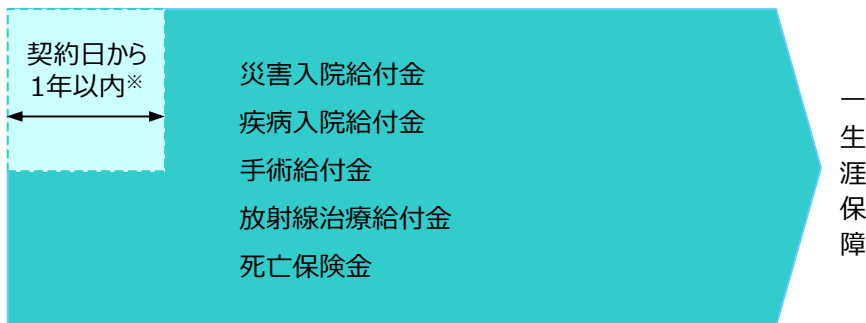 契約日から
1年以内※
災害入院給付金
疾病入院給付金
手術給付金
放射線治療給付金
死亡保険金
一生涯保障